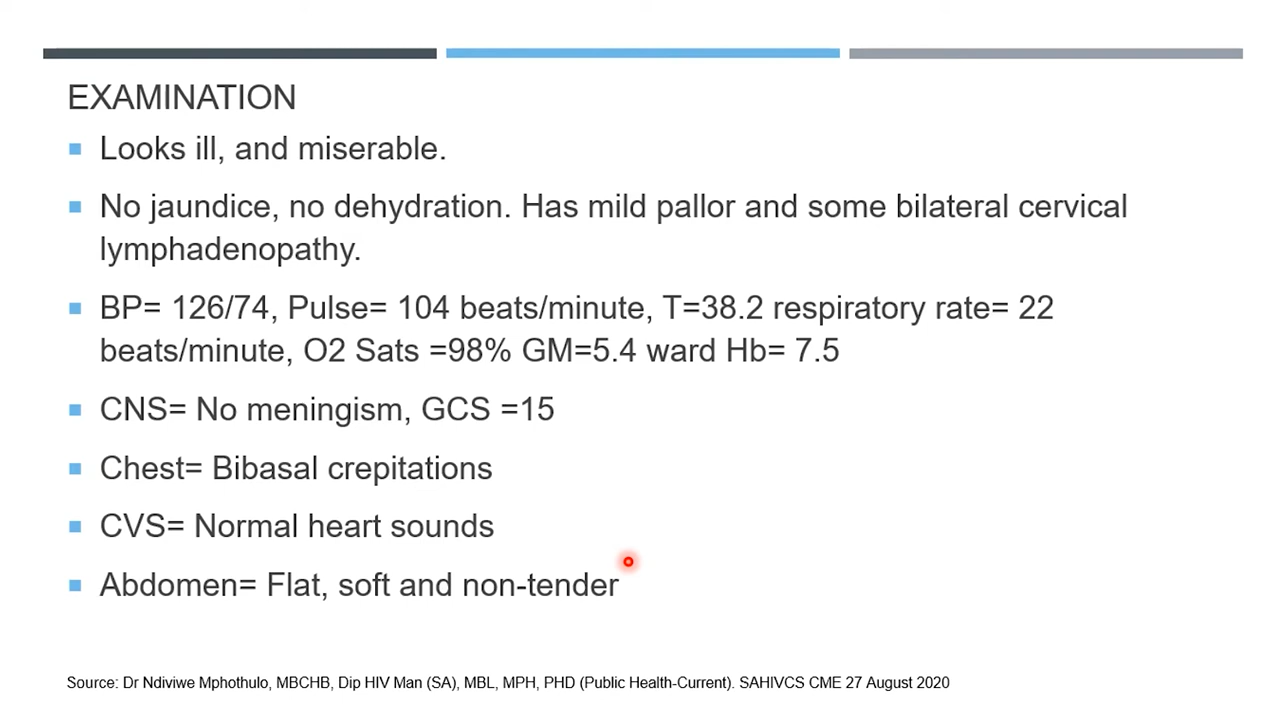 EXAMINATION
Looks ill, and miserable.
No jaundice, no dehydration. Has mild pallor and some bilateral cervical
lymphadenopathy.
BP= 126/74, Pulse= 104 beats/minute, T=38.2 respiratory rate= 22
beats/minute, O2 Sats =98% GM=5.4 ward Hb= 7.5
CNS= No meningism, GCS =15
Chest= Bibasal crepitations
CVS= Normal heart sounds
Abdomen= Flat, soft and non-tender
Source: Dr Ndiviwe Mphothulo, MBCHB, Dip HIV Man (SA), MBL, MPH, PHD (Public Health-Current). SAHIVCS CME 27 August 2020